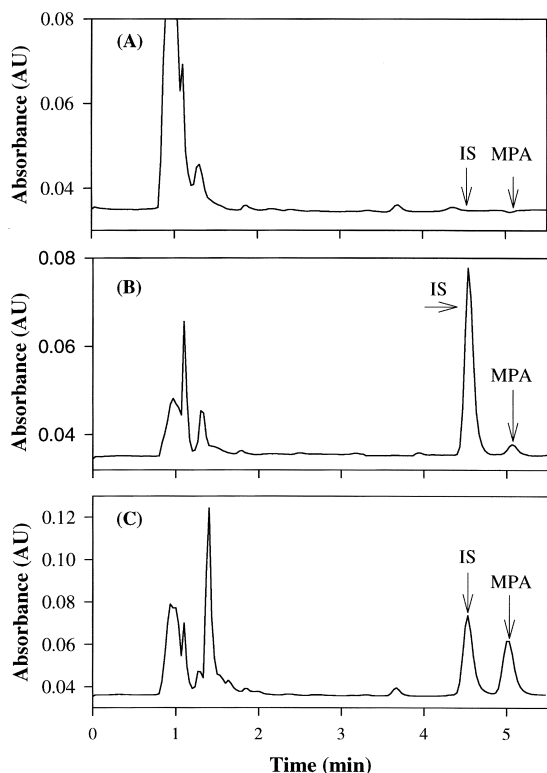 0.08
(A)
0.06
IS MPA
0.04
Absorbance (AU)
0.08
(B)
IS
0.06
MPA
0.04
Absorbance (AU)
0.12
(C)
0.10
IS
MPA
0.08
0.06
0.04
Absorbance (AU)
0 1 2 3 4 5
Time (min)